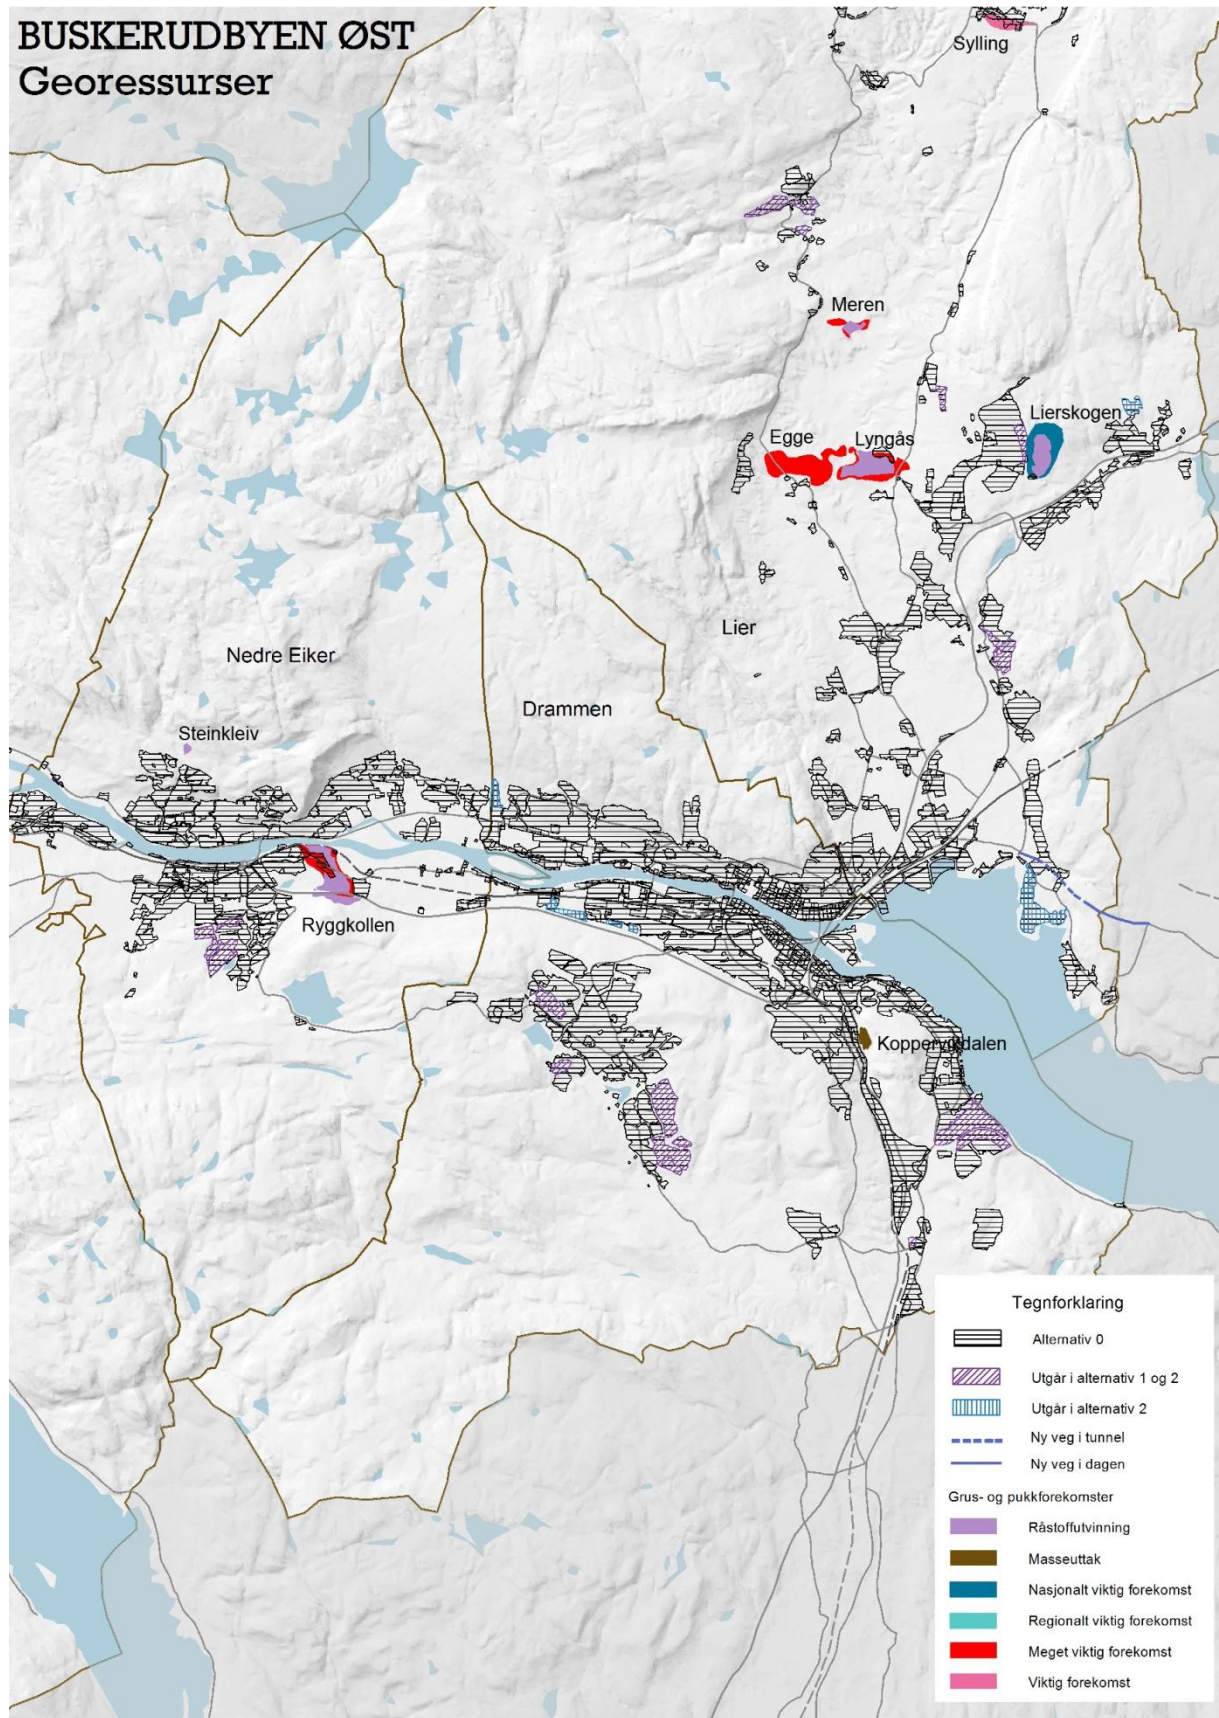 BUSKERUDBYEN ØST
Georessurser
Sylling
Meren
Lierskogen
Egge
Lyngås
Lier
Nedre Eiker
Drammen
Steinkleiv
Ryggkollen
Koppervikdalen
Tegnforklaring
Alternativ 0
Utgår i alternativ 1 og 2
Utgår i alternativ 2
Ny veg i tunnel
Ny veg i dagen
Grus- og pukkforekomster
Råstoffutvinning
Masseuttak
Nasjonalt viktig forekomst
Regionalt viktig forekomst
Meget viktig forekomst
Viktig forekomst